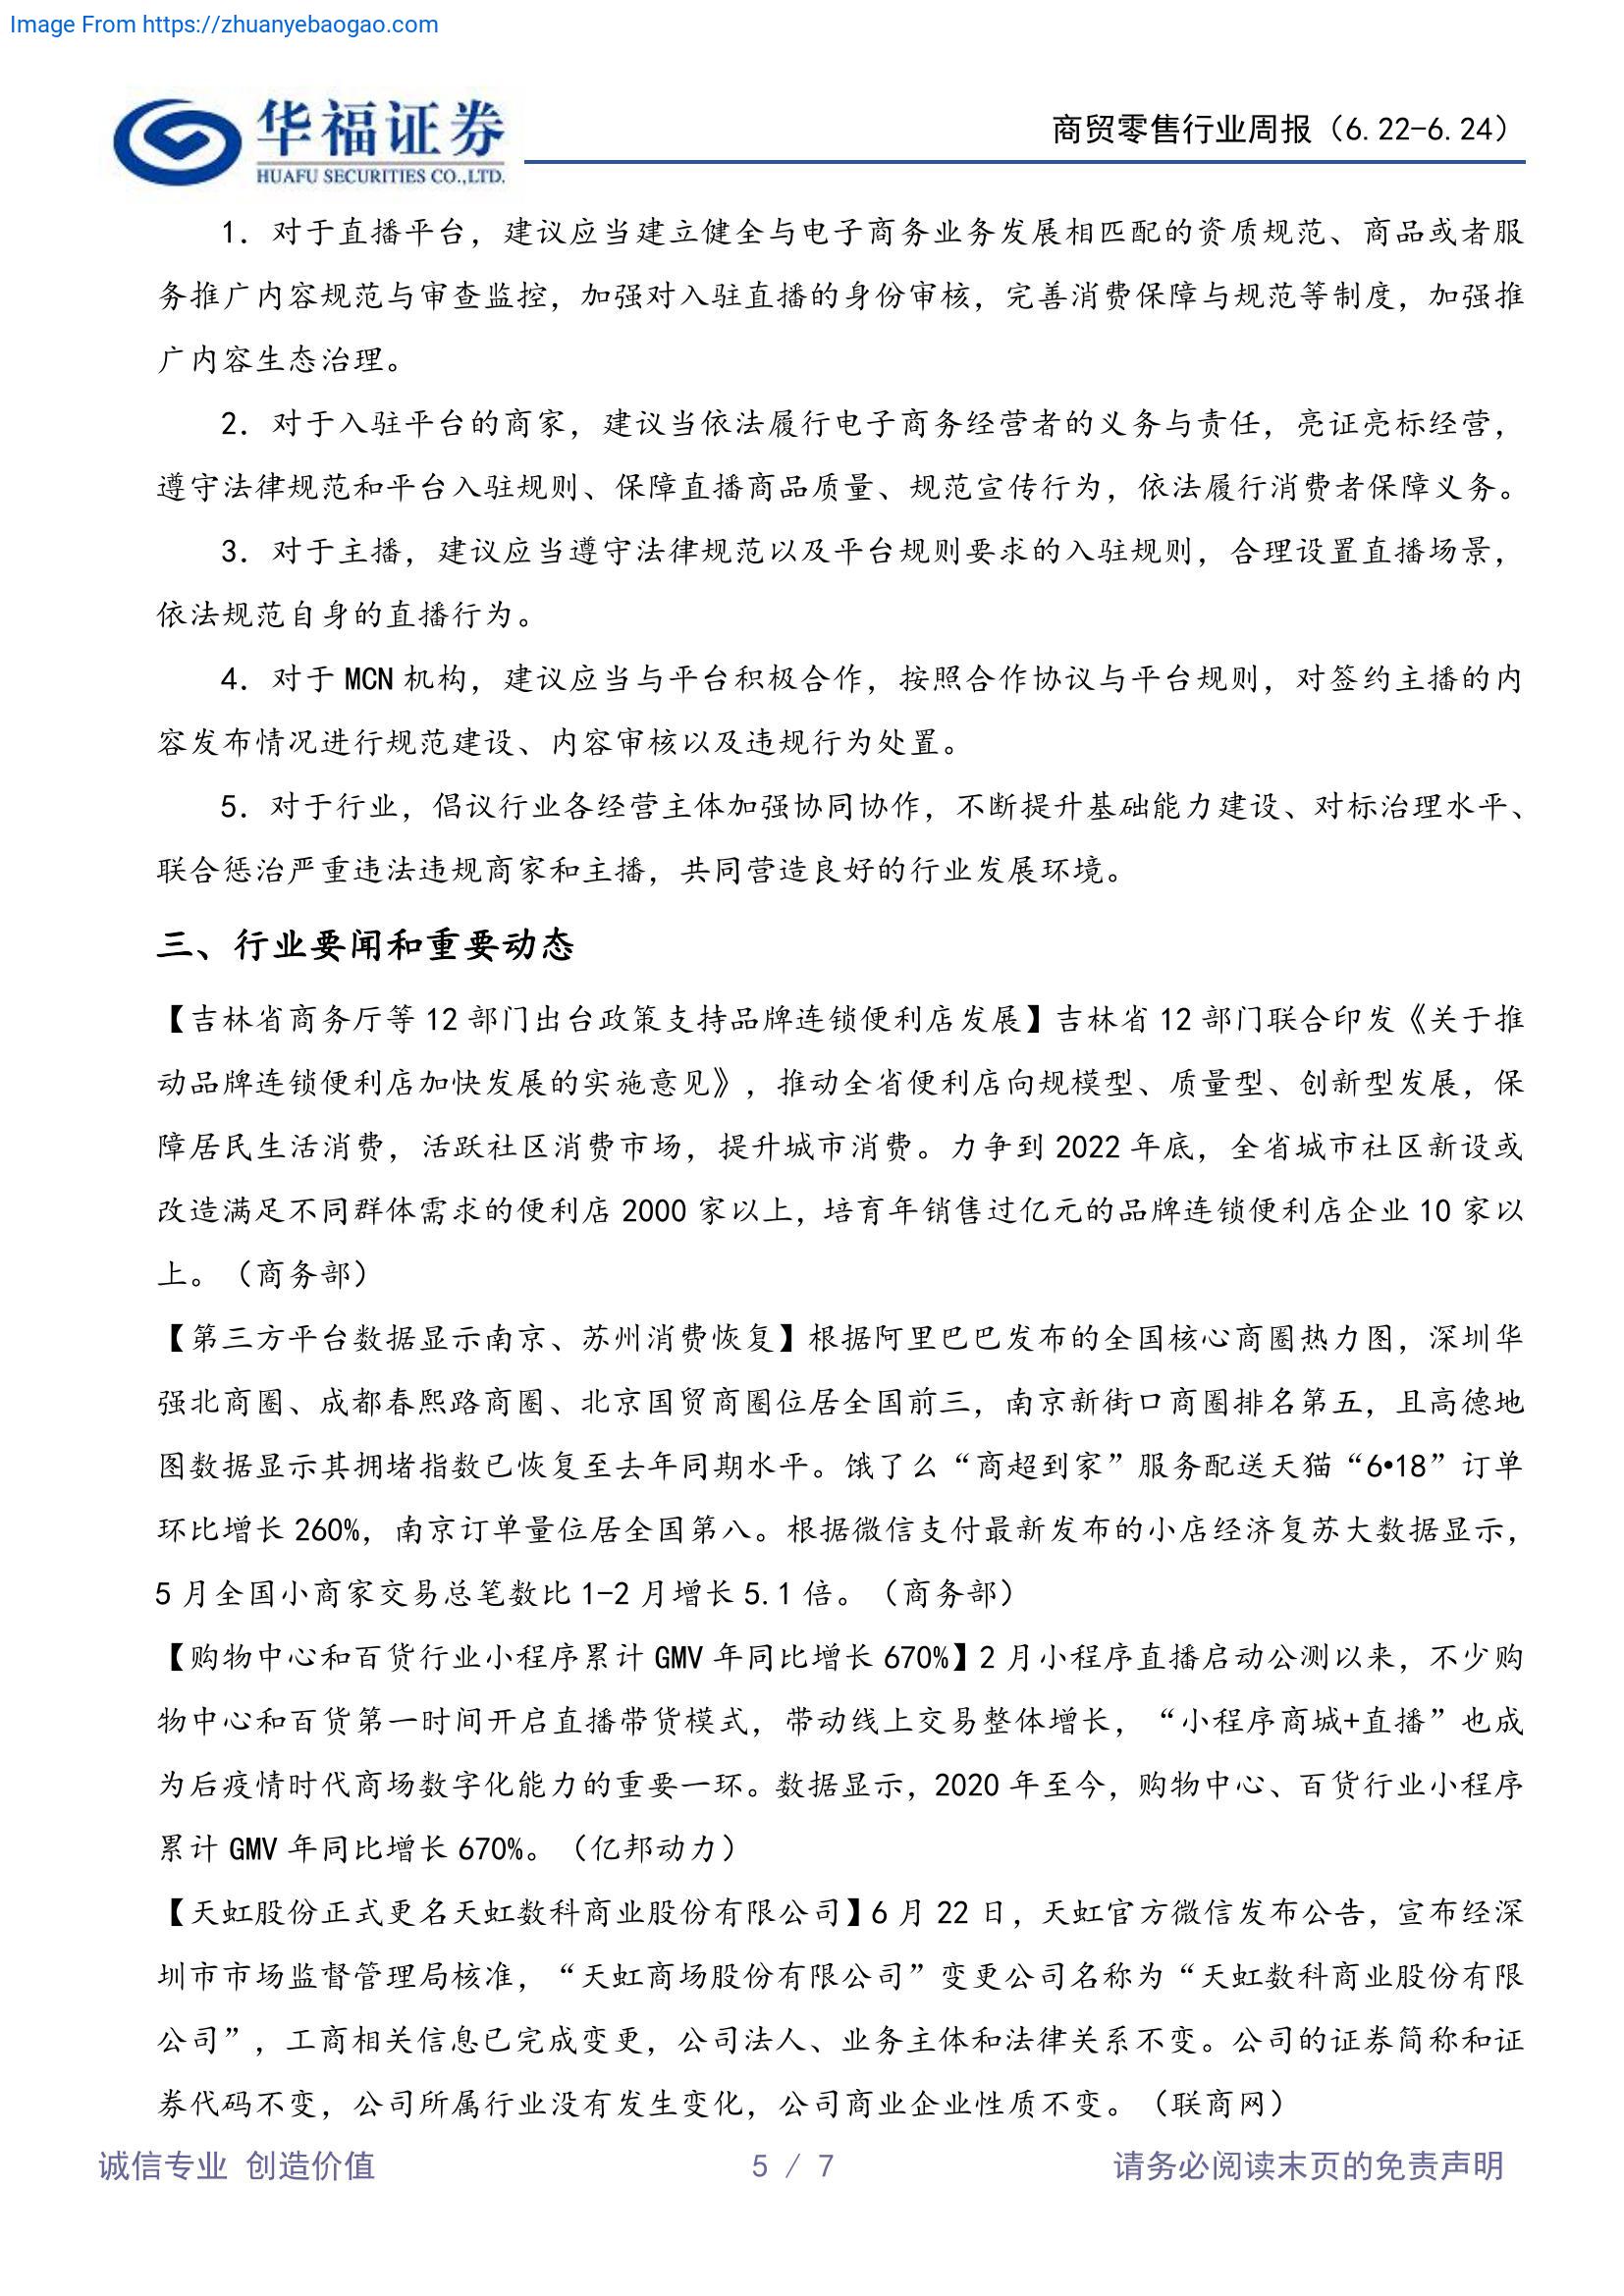 Image From https://zhuanyebaogao.com
华福证券
HUAFU SECURITIES CO.,LTD.
商贸零售行业周报（6.22-6.24）
1. 对于直播平台，建议应当建立健全与电子商务业务发展相匹配的资质规范、商品或者服
务推广内容规范与审查监控，加强对入驻直播的身份审核，完善消费保障与规范等制度，加强推
广内容生态治理。
2. 对于入驻平台的商家，建议当依法履行电子商务经营者的义务与责任，亮证亮标经营，
遵守法律规范和平台入驻规则、保障直播商品质量、规范宣传行为，依法履行消费者保障义务。
3. 对于主播，建议应当遵守法律规范以及平台规则要求的入驻规则，合理设置直播场景，
依法规范自身的直播行为。
4. 对于 MCN 机构，建议应当与平台积极合作，按照合作协议与平台规则，对签约主播的内
容发布情况进行规范建设、内容审核以及违规行为处置。
5. 对于行业，倡议行业各经营主体加强协同协作，不断提升基础能力建设、对标治理水平、
联合惩治严重违法违规商家和主播，共同营造良好的行业发展环境。
三、行业要闻和重要动态
【吉林省商务厅等 12 部门出台政策支持品牌连锁便利店发展】吉林省 12 部门联合印发《关于推
动品牌连锁便利店加快发展的实施意见》，推动全省便利店向规模型、质量型、创新型发展，保
障居民生活消费，活跃社区消费市场，提升城市消费。力争到 2022 年底，全省城市社区新设或
改造满足不同群体需求的便利店 2000 家以上，培育年销售过亿元的品牌连锁便利店企业 10 家以
上。（商务部）
【第三方平台数据显示南京、苏州消费恢复】根据阿里巴巴发布的全国核心商圈热力图，深圳华
强北商圈、成都春熙路商圈、北京国贸商圈位居全国前三，南京新街口商圈排名第五，且高德地
图数据显示其拥堵指数已恢复至去年同期水平。饿了么“商超到家”服务配送天猫“6•18”订单
环比增长 260%，南京订单量位居全国第八。根据微信支付最新发布的小店经济复苏大数据显示，
5 月全国小商家交易总笔数比 1-2 月增长 5.1 倍。（商务部）
【购物中心和百货行业小程序累计 GMV 年同比增长 670%】2 月小程序直播启动公测以来，不少购
物中心和百货第一时间开启直播带货模式，带动线上交易整体增长，“小程序商城+直播”也成
为后疫情时代商场数字化能力的重要一环。数据显示，2020 年至今，购物中心、百货行业小程序
累计 GMV 年同比增长 670%。（亿邦动力）
【天虹股份正式更名天虹数科商业股份有限公司】6 月 22 日，天虹官方微信发布公告，宣布经深
圳市市场监督管理局核准，“天虹商场股份有限公司”变更公司名称为“天虹数科商业股份有限
公司”，工商相关信息已完成变更，公司法人、业务主体和法律关系不变。公司的证券简称和证
券代码不变，公司所属行业没有发生变化，公司商业企业性质不变。（联商网）
诚信专业 创造价值
5 / 7
请务必阅读末页的免责声明